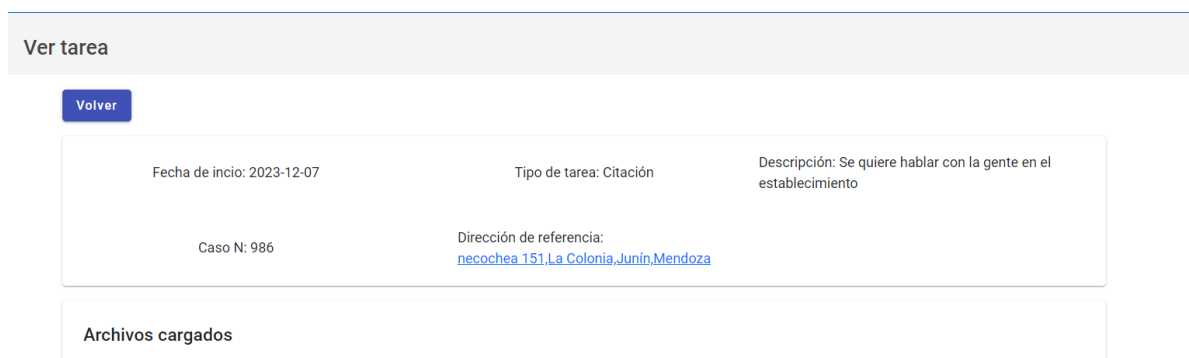 Ver tarea
Volver
Fecha de incio: 2023-12-07
Tipo de tarea: Citación
Descripción: Se quiere hablar con la gente en el
establecimiento
Caso N: 986
Dirección de referencia:
necochea 151,La Colonia,Junín,Mendoza
Archivos cargados